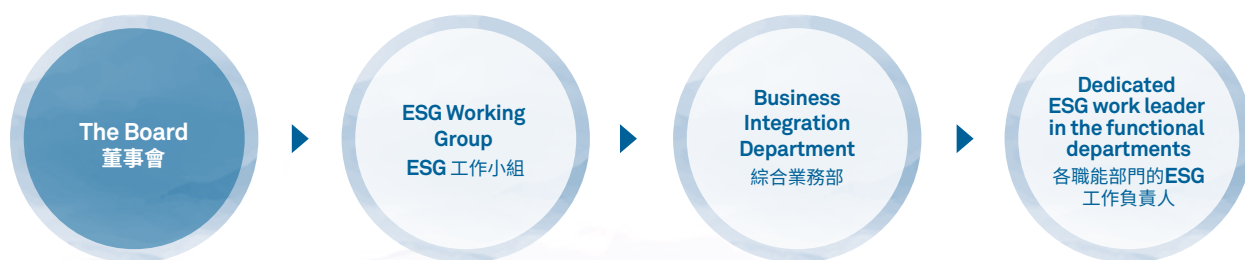 The Board
董事會
ESG Working
Group
ESG 工作小組
Business
Integration
Department
綜合業務部
Dedicated
ESG work leader
in the functional
departments
各職能部門的ESG
工作負責人